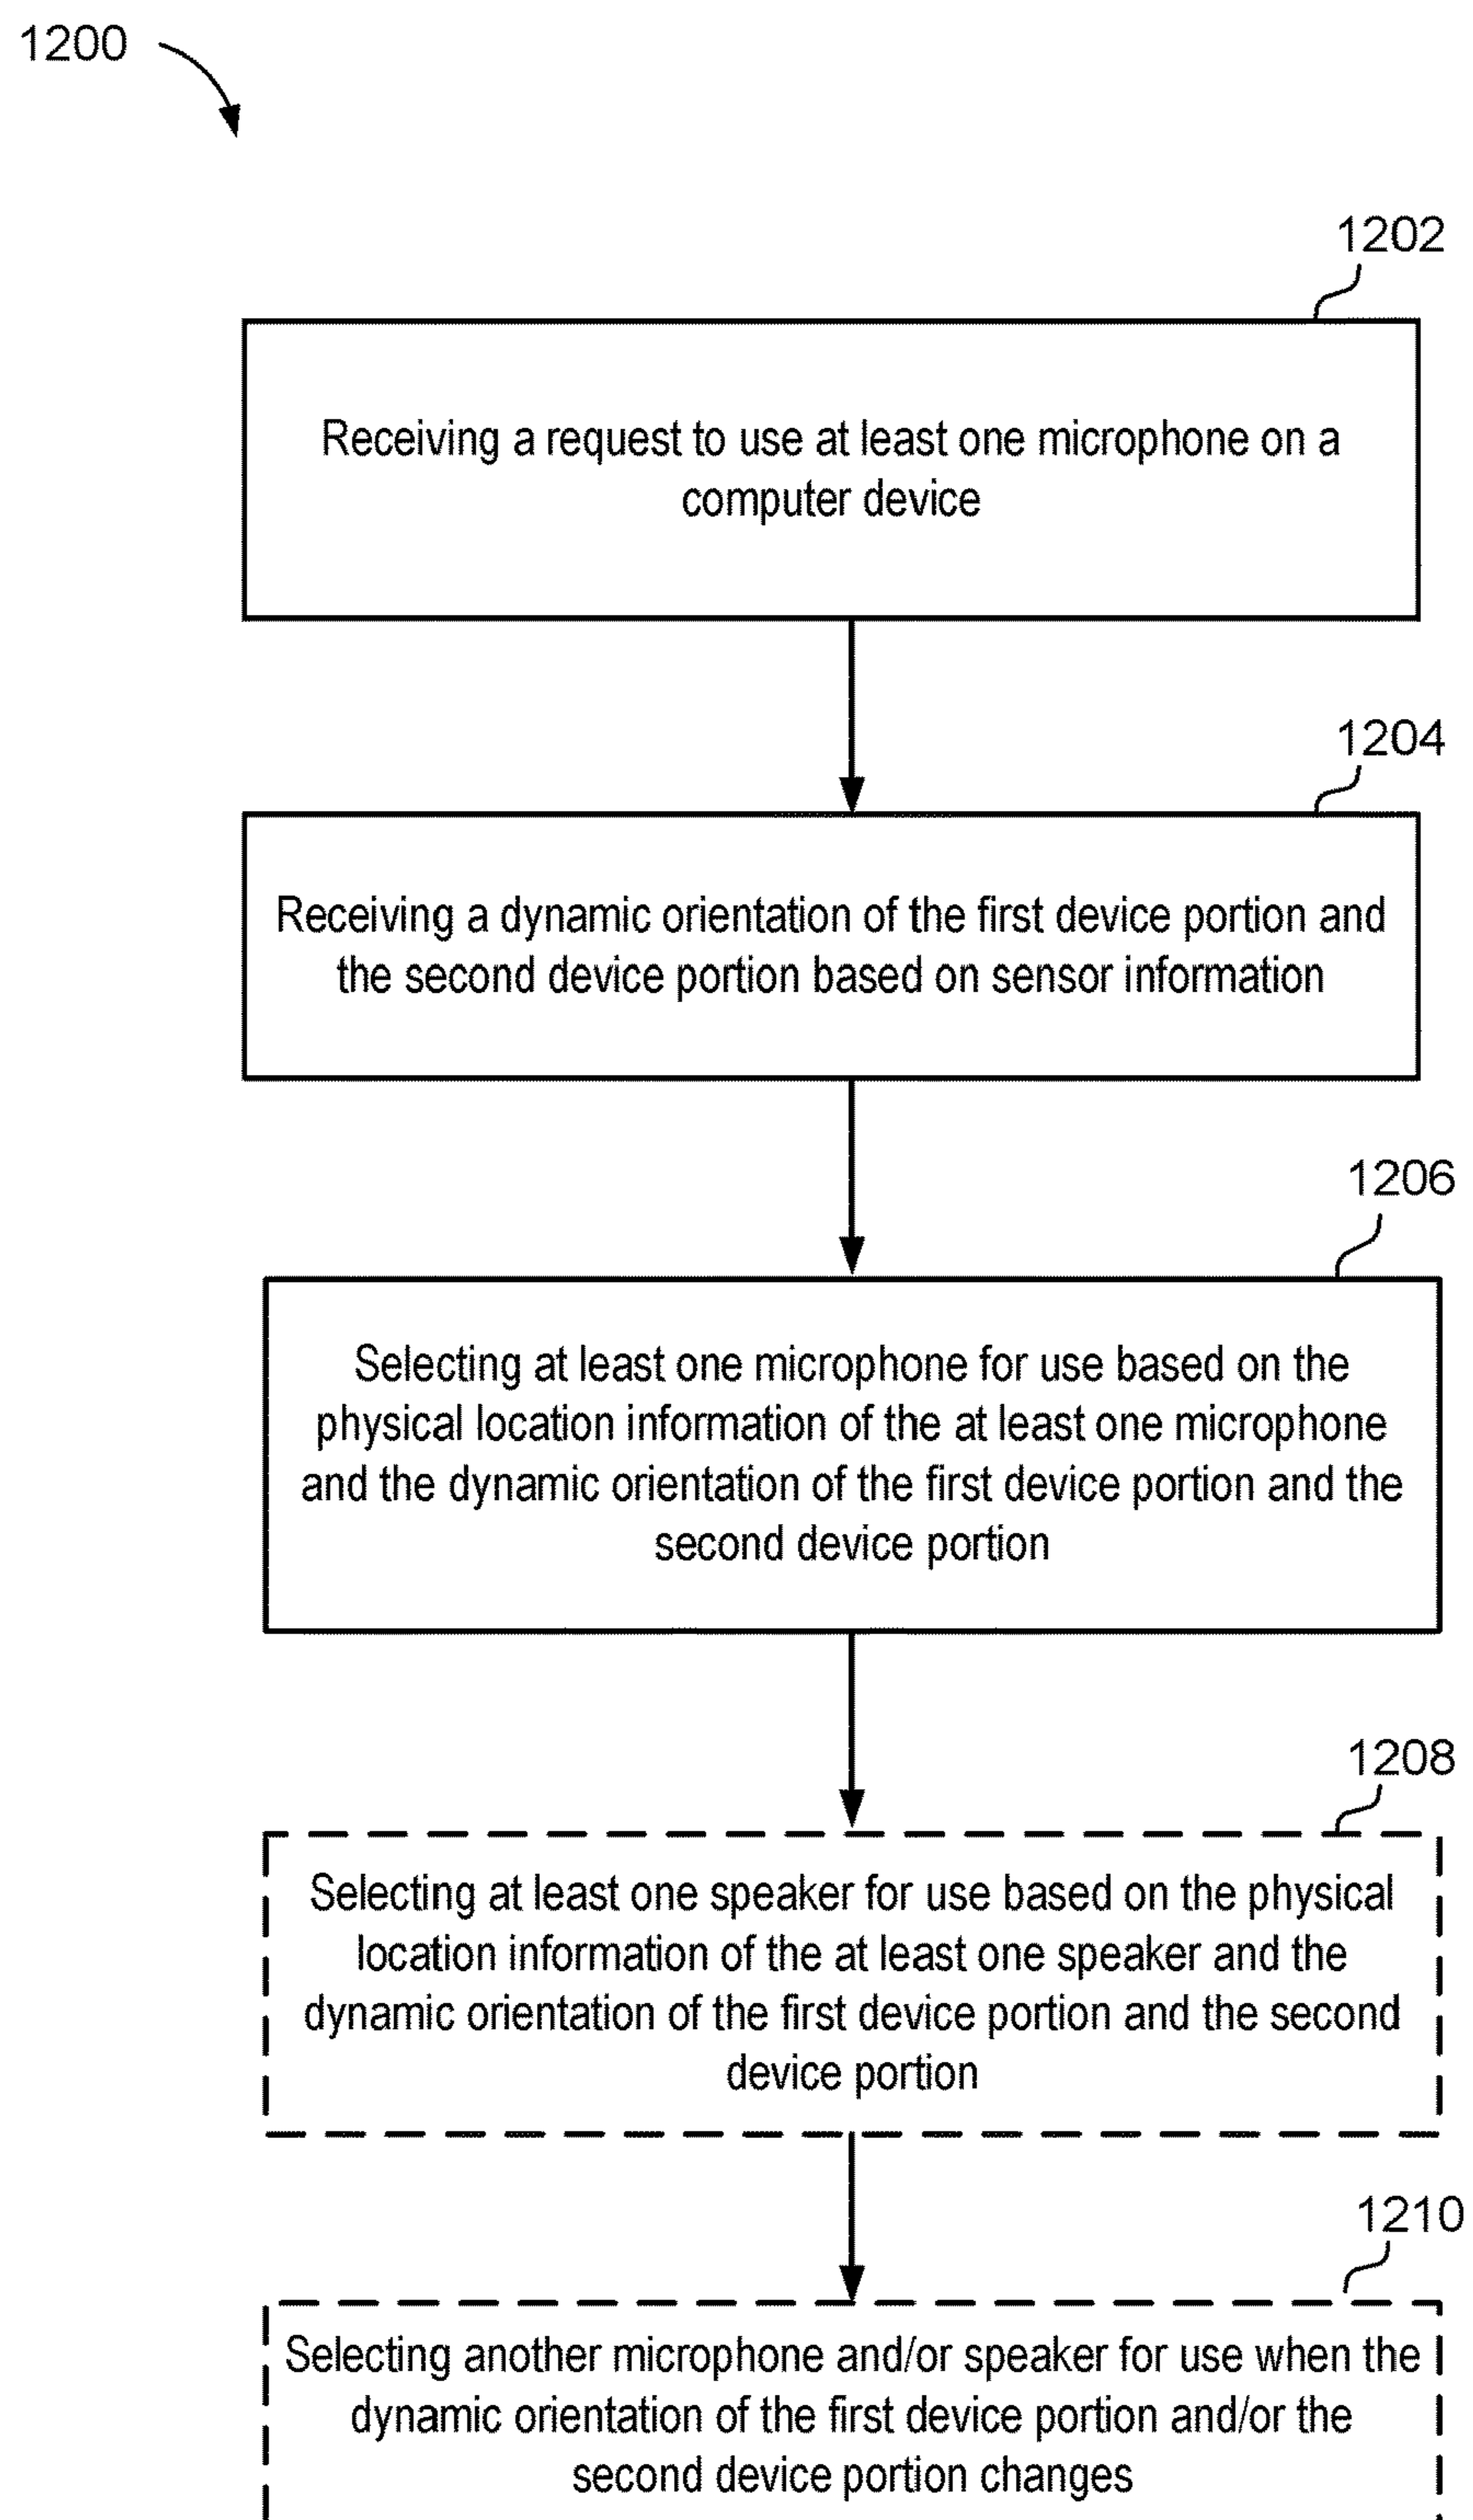 1200
1202
Receiving a request to use at least one microphone on a
computer device
1204
Receiving a dynamic orientation of the first device portion and
the second device portion based on sensor information
1206
Selecting at least one microphone for use based on the
physical location information of the at least one microphone
and the dynamic orientation of the first device portion and the
second device portion
1208
Selecting at least one speaker for use based on the physical
location information of the at least one speaker and the
dynamic orientation of the first device portion and the second
device portion
1210
Selecting another microphone and/or speaker for use when the
dynamic orientation of the first device portion and/or the
second device portion changes